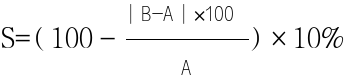 S=( 100 − | B−A | ×100 / A ) × 10%